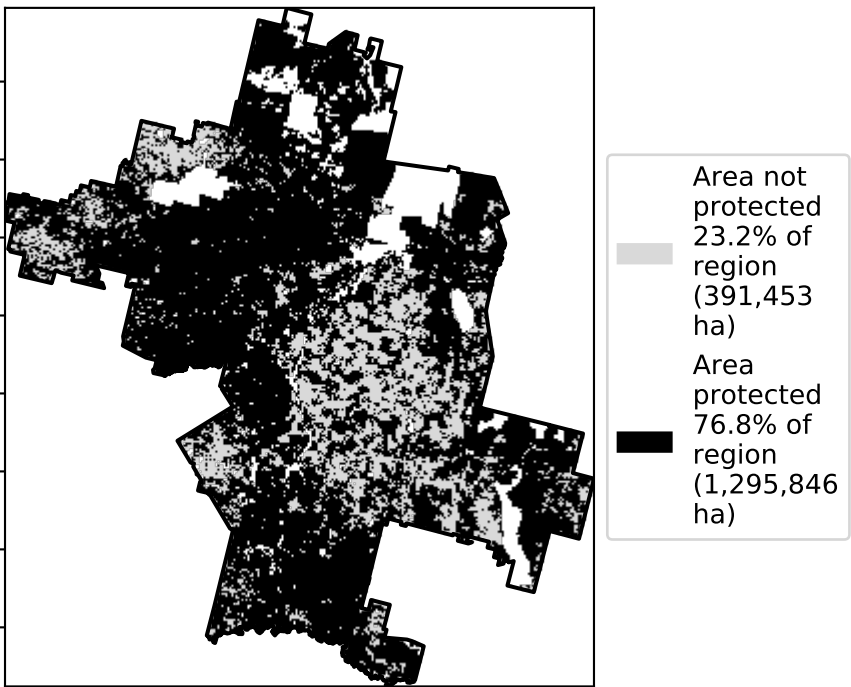 Area not
protected
23.2% of
region
(391,453
ha)
Area
protected
76.8% of
region
(1,295,846
ha)